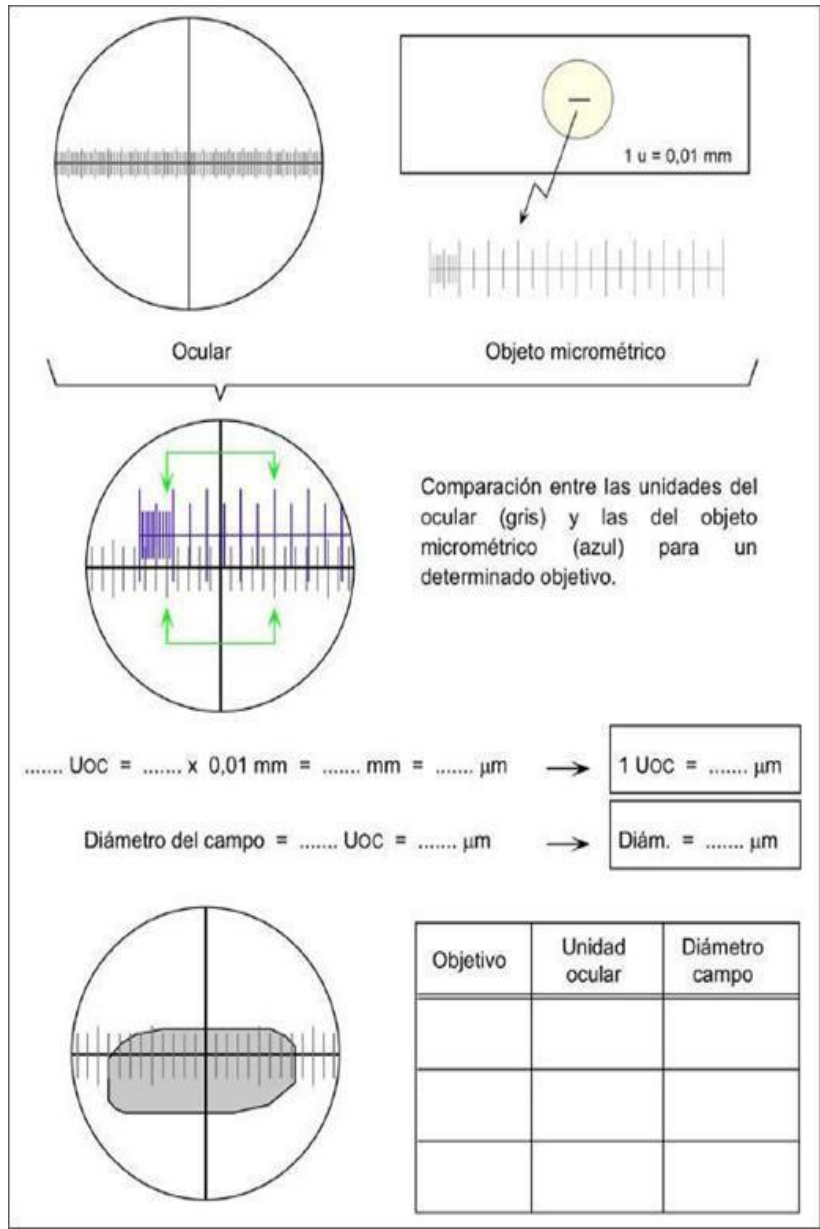 1 u = 0,01 mm
Ocular
Objeto micrométrico
Comparación entre las unidades del
ocular (gris) y las del objeto
micrométrico (azul) para un
determinado objetivo.
....... UOC = ....... x 0,01 mm = ....... mm = ....... μm
1 UOC = ....... μm
Diámetro del campo = ....... UOC = ....... μm
Diám. = ....... μm
Objetivo
Unidad
ocular
Diámetro
campo